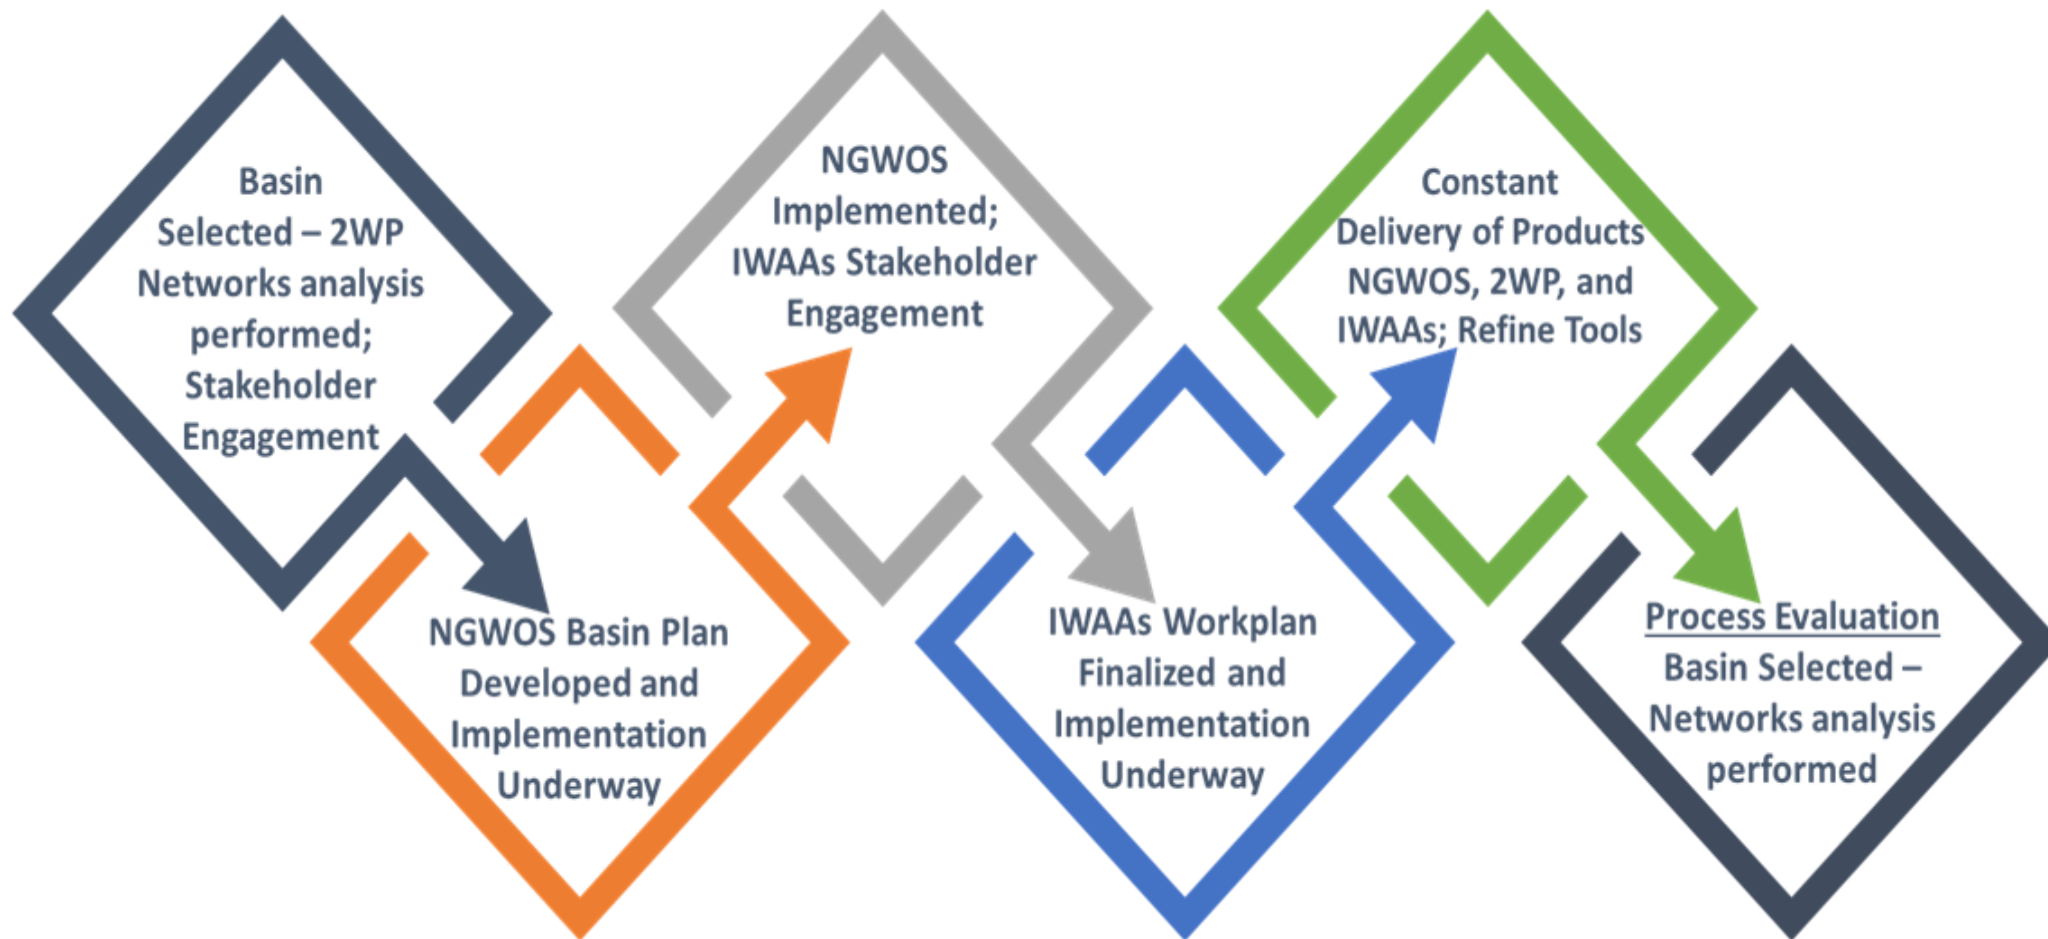 Basin
Selected – 2WP
Networks analysis
performed;
Stakeholder
Engagement
NGWOS Basin Plan
Developed and
Implementation
Underway
NGWOS
Implemented;
IWAAs Stakeholder
Engagement
IWAAs Workplan
Finalized and
Implementation
Underway
Constant
Delivery of Products
NGWOS, 2WP, and
IWAAs; Refine Tools
Process Evaluation
Basin Selected –
Networks analysis
performed